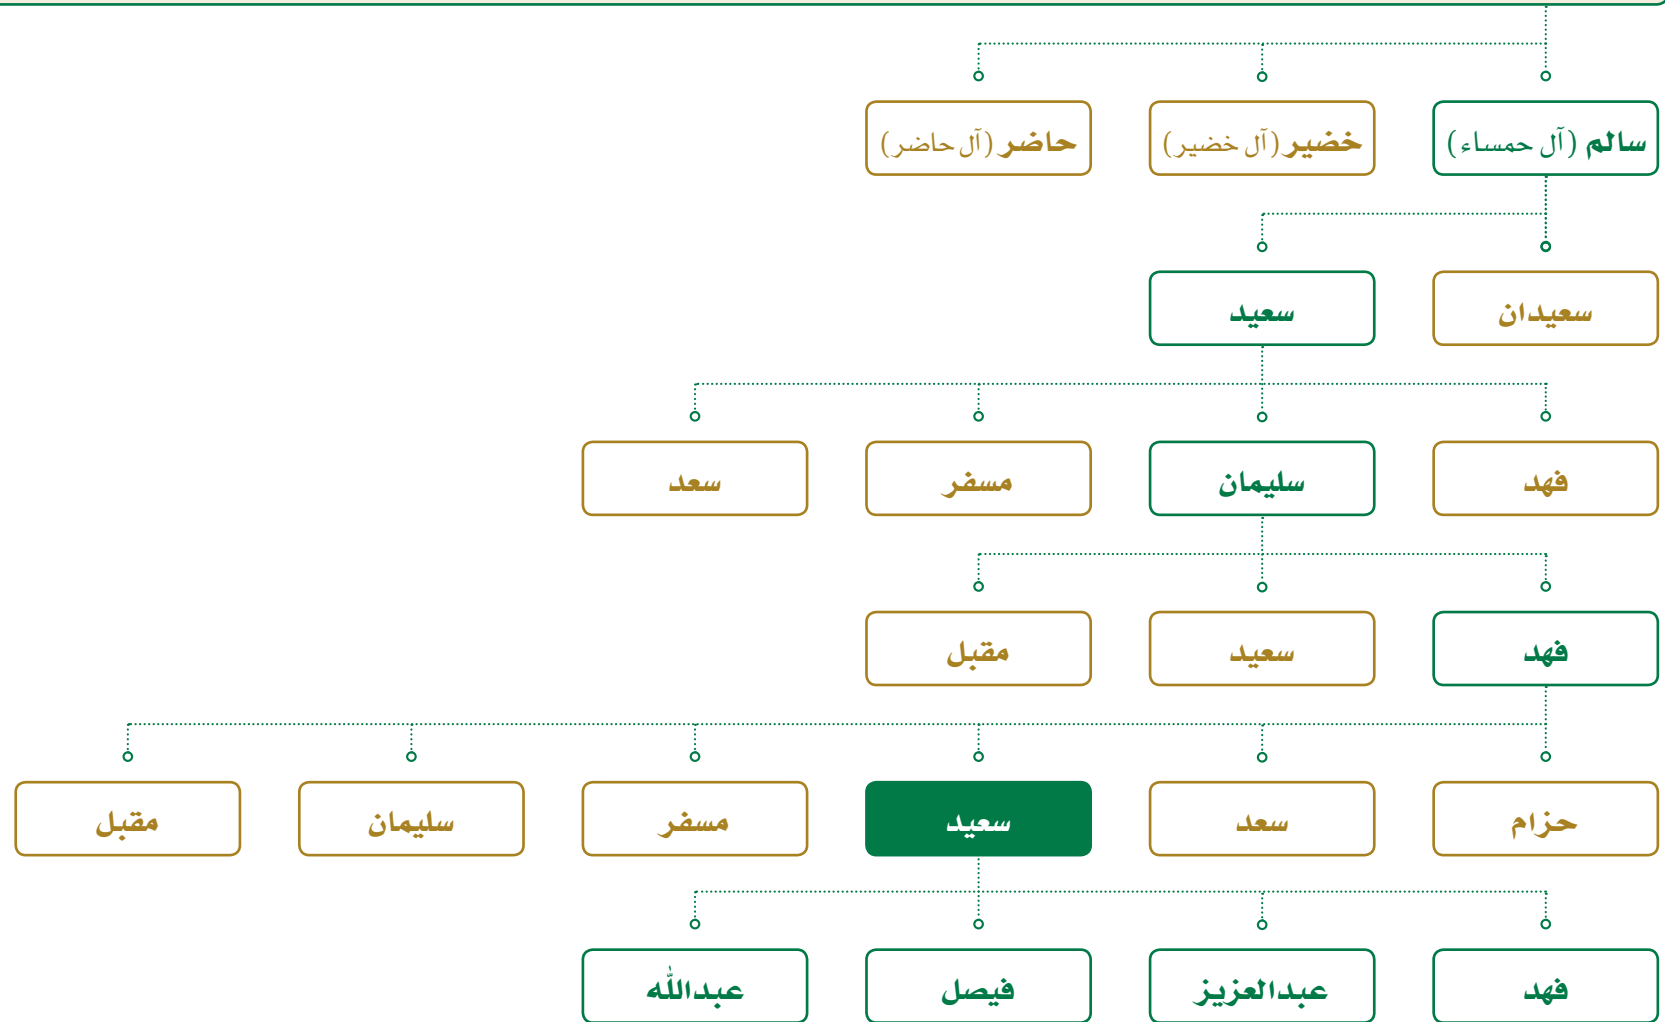 سالم (آل حمساء)
خضير (آل خضير)
حاضر (آل حاضر)
سعيدان
سعيد
فهد
سليمان
مسفر
سعد
فهد
سعيد
مقبل
حزام
سعد
سعيد
مسفر
سليمان
مقبل
فهد
عبدالعزيز
فيصل
عبدالله